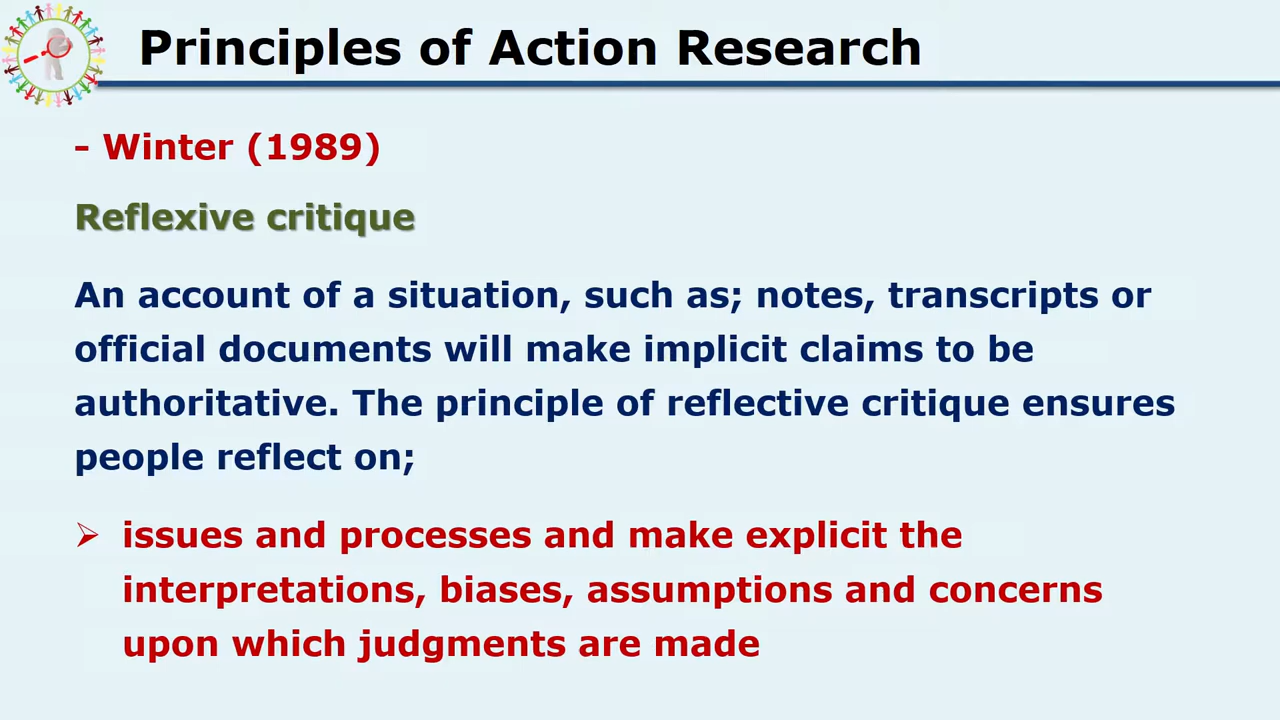 Principles of Action Research
- Winter (1989)
Reflexive critique
An account of a situation, such as; notes, transcripts or
official documents will make implicit claims to be
authoritative. The principle of reflective critique ensures
people reflect on;
➢ issues and processes and make explicit the
interpretations, biases, assumptions and concerns
upon which judgments are made